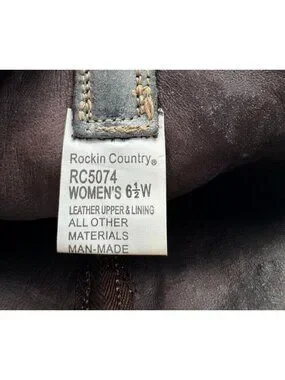 Rockin Country®
RC5074
WOMEN'S 6½W
LEATHER UPPER & LINING
ALL OTHER
MATERIALS
MAN-MADE